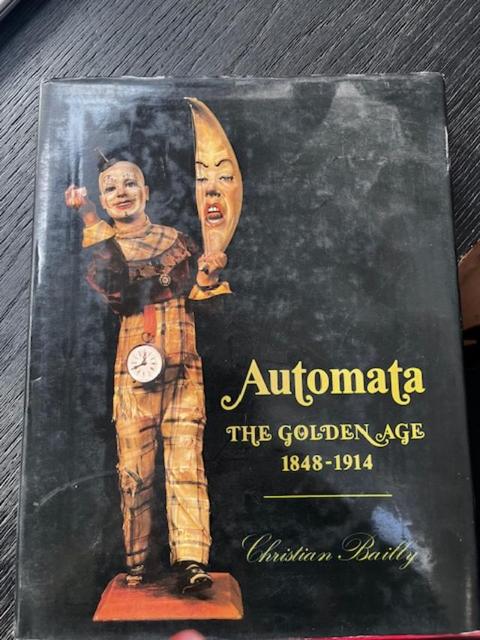 Automata
THE GOLDEN AGE
1848-1914
Christian Bailly